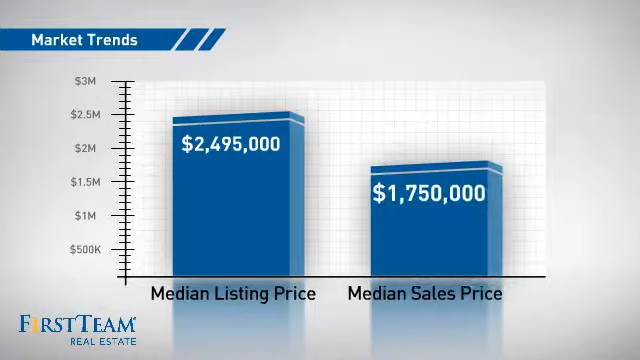 Market Trends
$3M
$2.5M
$2M
$1.5M
$1M
$500K
$2,495,000
$1,750,000
Median Listing Price
Median Sales Price
FIRSTTEAM®
REAL ESTATE